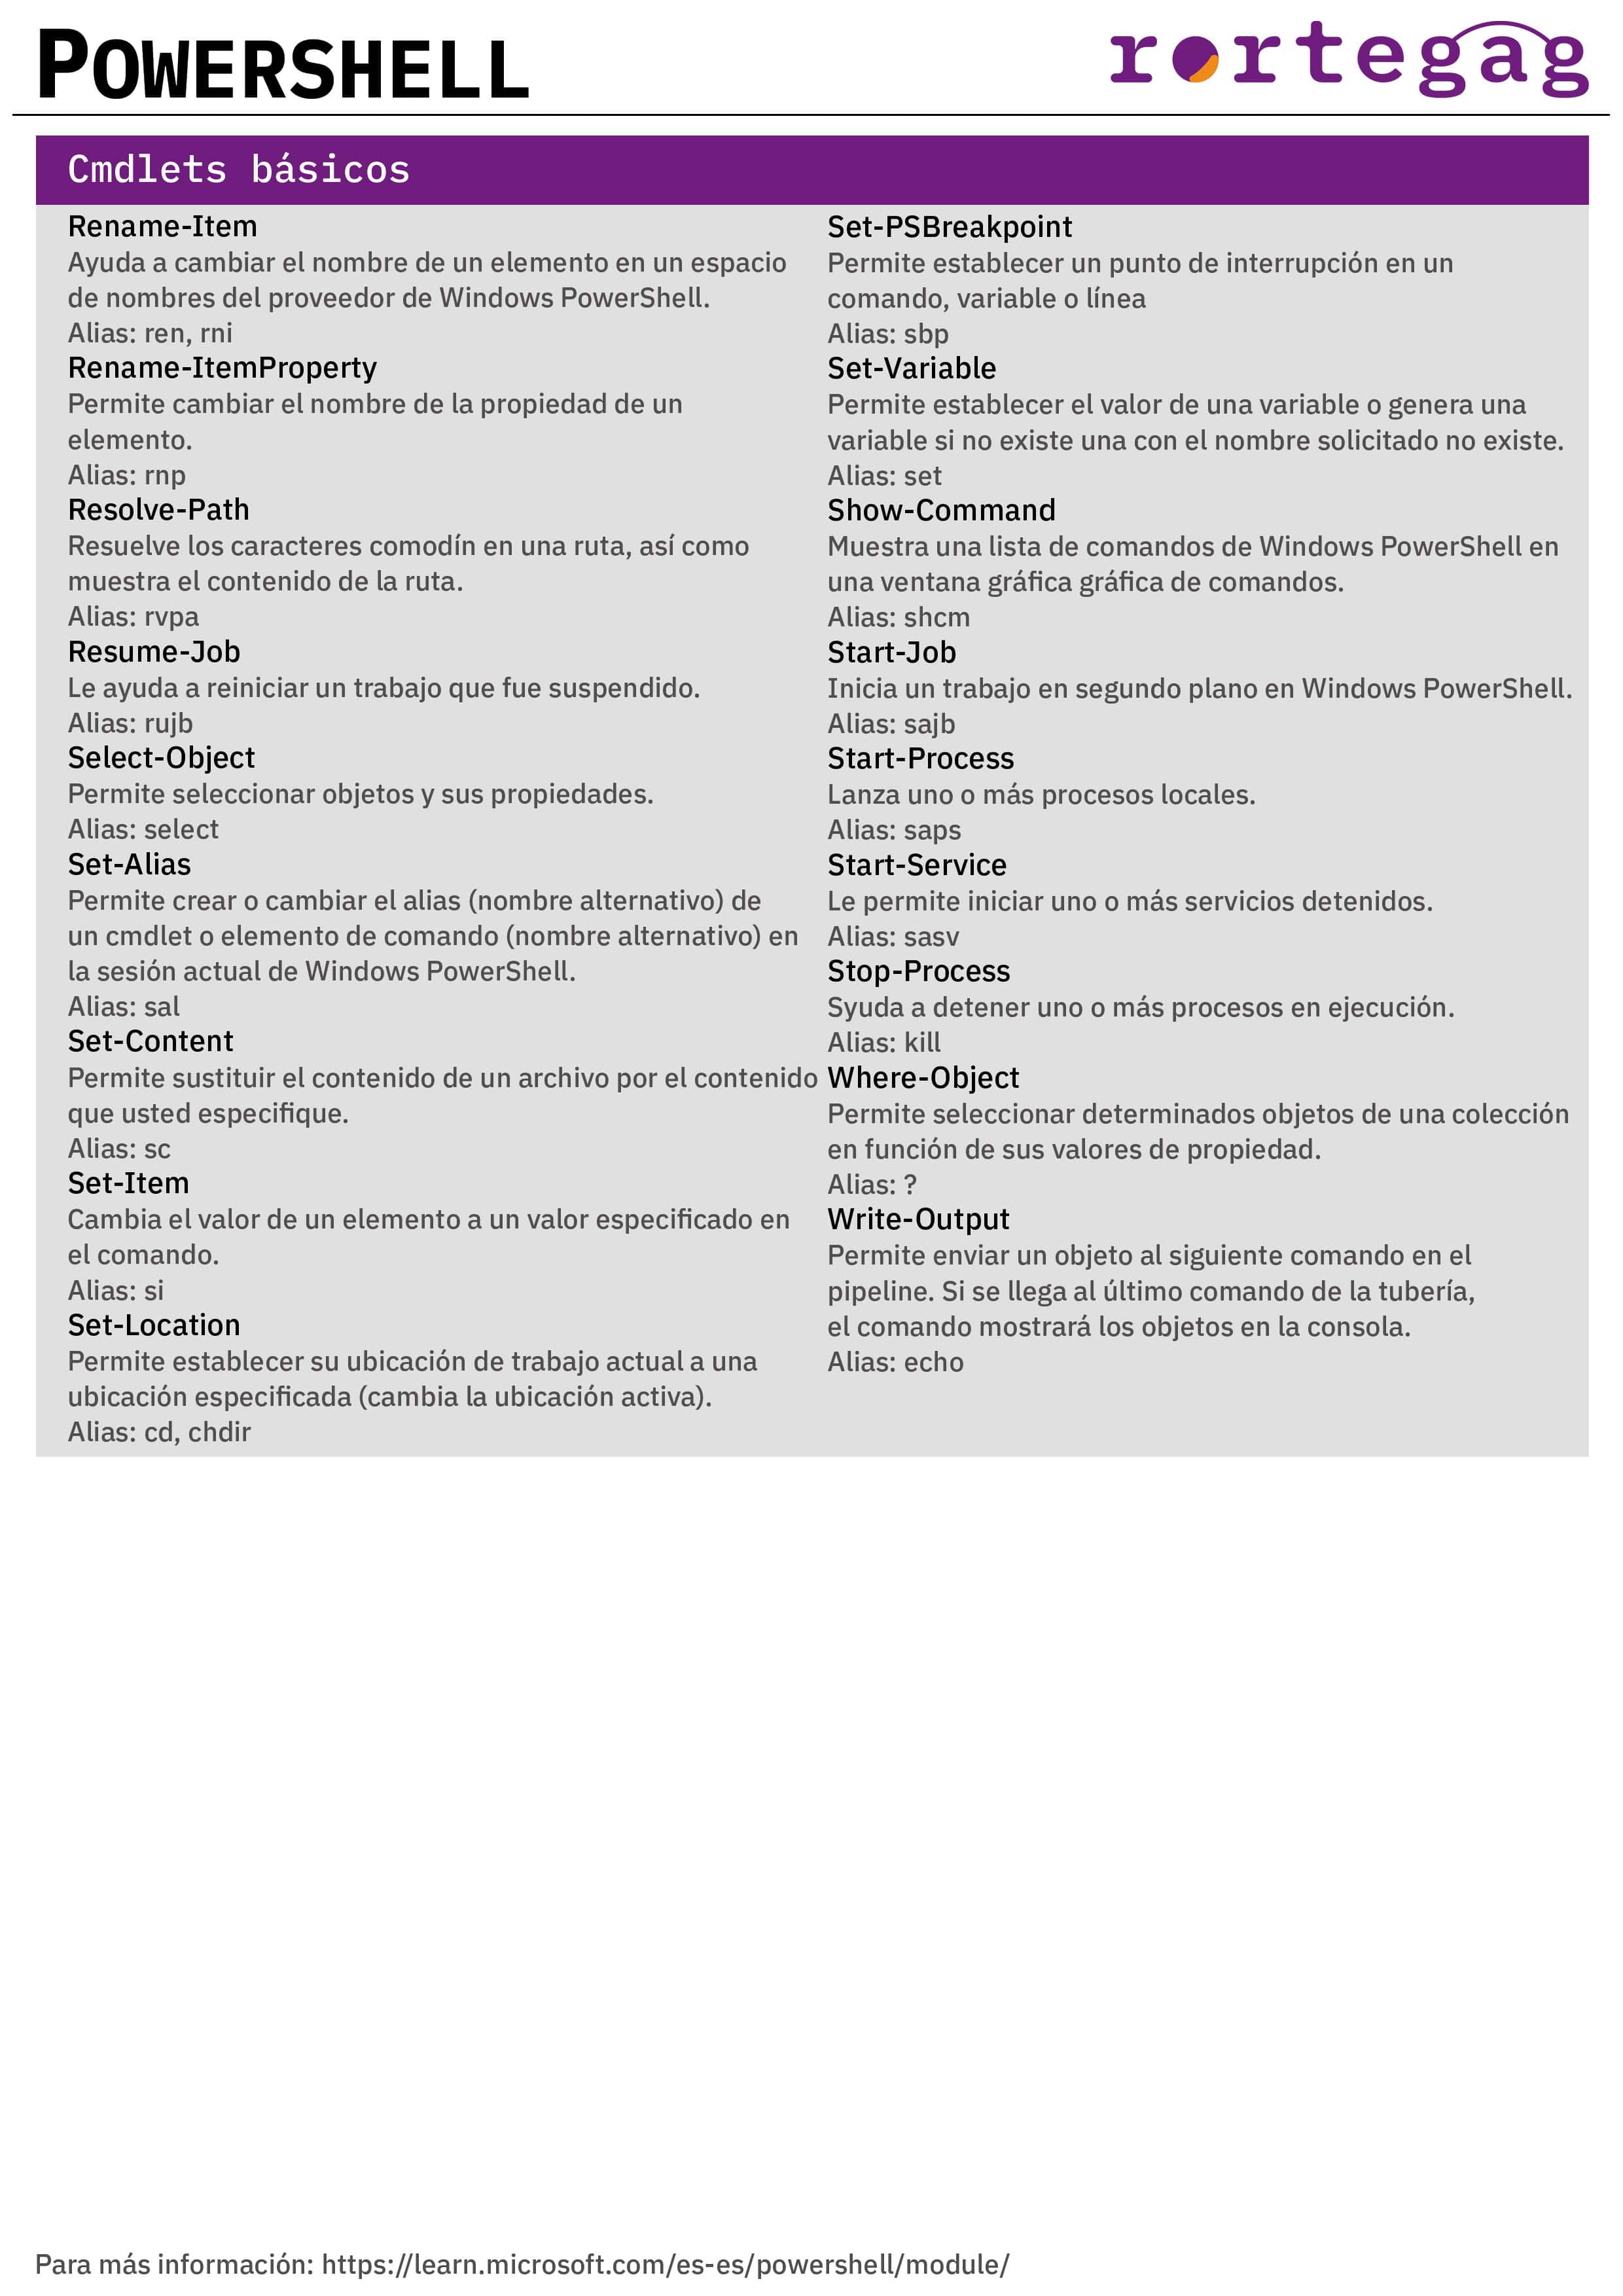 POWERSHELL
rortegag
Cmdlets básicos
Rename-Item
Ayuda a cambiar el nombre de un elemento en un espacio
de nombres del proveedor de Windows PowerShell.
Alias: ren, rni
Rename-ItemProperty
Permite cambiar el nombre de la propiedad de un
elemento.
Alias: rnp
Resolve-Path
Resuelve los caracteres comodín en una ruta, así como
muestra el contenido de la ruta.
Alias: rvpa
Resume-Job
Le ayuda a reiniciar un trabajo que fue suspendido.
Alias: rujb
Select-Object
Permite seleccionar objetos y sus propiedades.
Alias: select
Set-Alias
Permite crear o cambiar el alias (nombre alternativo) de
un cmdlet o elemento de comando (nombre alternativo) en
la sesión actual de Windows PowerShell.
Alias: sal
Set-Content
Permite sustituir el contenido de un archivo por el contenido
que usted especifique.
Alias: sc
Set-Item
Cambia el valor de un elemento a un valor especificado en
el comando.
Alias: si
Set-Location
Permite establecer su ubicación de trabajo actual a una
ubicación especificada (cambia la ubicación activa).
Alias: cd, chdir
Set-PSBreakpoint
Permite establecer un punto de interrupción en un
comando, variable o línea
Alias: sbp
Set-Variable
Permite establecer el valor de una variable o genera una
variable si no existe una con el nombre solicitado no existe.
Alias: set
Show-Command
Muestra una lista de comandos de Windows PowerShell en
una ventana gráfica gráfica de comandos.
Alias: shcm
Start-Job
Inicia un trabajo en segundo plano en Windows PowerShell.
Alias: sajb
Start-Process
Lanza uno o más procesos locales.
Alias: saps
Start-Service
Le permite iniciar uno o más servicios detenidos.
Alias: sasv
Stop-Process
Syuda a detener uno o más procesos en ejecución.
Alias: kill
Where-Object
Permite seleccionar determinados objetos de una colección
en función de sus valores de propiedad.
Alias: ?
Write-Output
Permite enviar un objeto al siguiente comando en el
pipeline. Si se llega al último comando de la tubería,
el comando mostrará los objetos en la consola.
Alias: echo
Para más información: https://learn.microsoft.com/es-es/powershell/module/